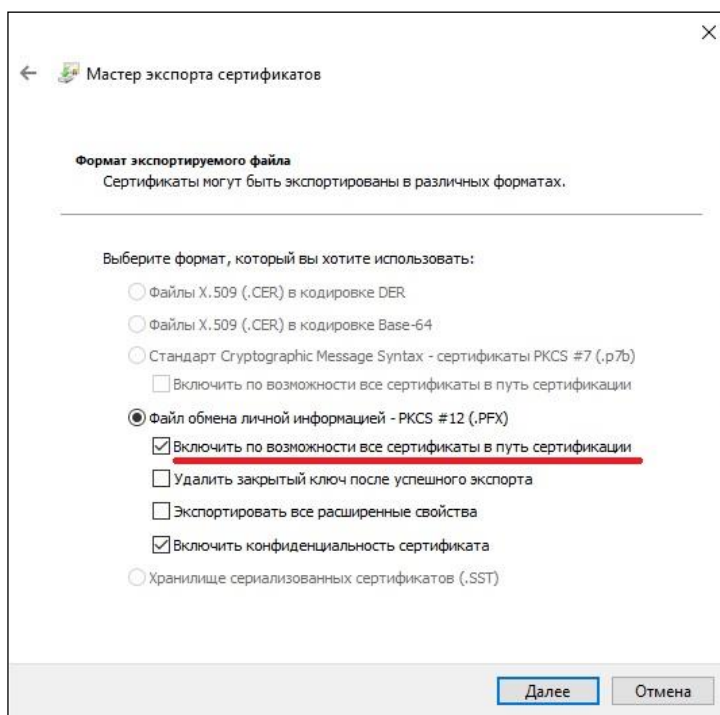 Мастер экспорта сертификатов
Формат экспортируемого файла
Сертификаты могут быть экспортированы в различных форматах.
Выберите формат, который вы хотите использовать:
Файлы X.509 (.CER) в кодировке DER
Файлы X.509 (.CER) в кодировке Base-64
Стандарт Cryptographic Message Syntax - сертификаты PKCS #7 (.p7b)
Включить по возможности все сертификаты в путь сертификации
Файл обмена личной информацией - PKCS #12 (.PFX)
Включить по возможности все сертификаты в путь сертификации
Удалить закрытый ключ после успешного экспорта
Экспортировать все расширенные свойства
Включить конфиденциальность сертификата
Хранилище сериализованных сертификатов (.SST)
Далее Отмена